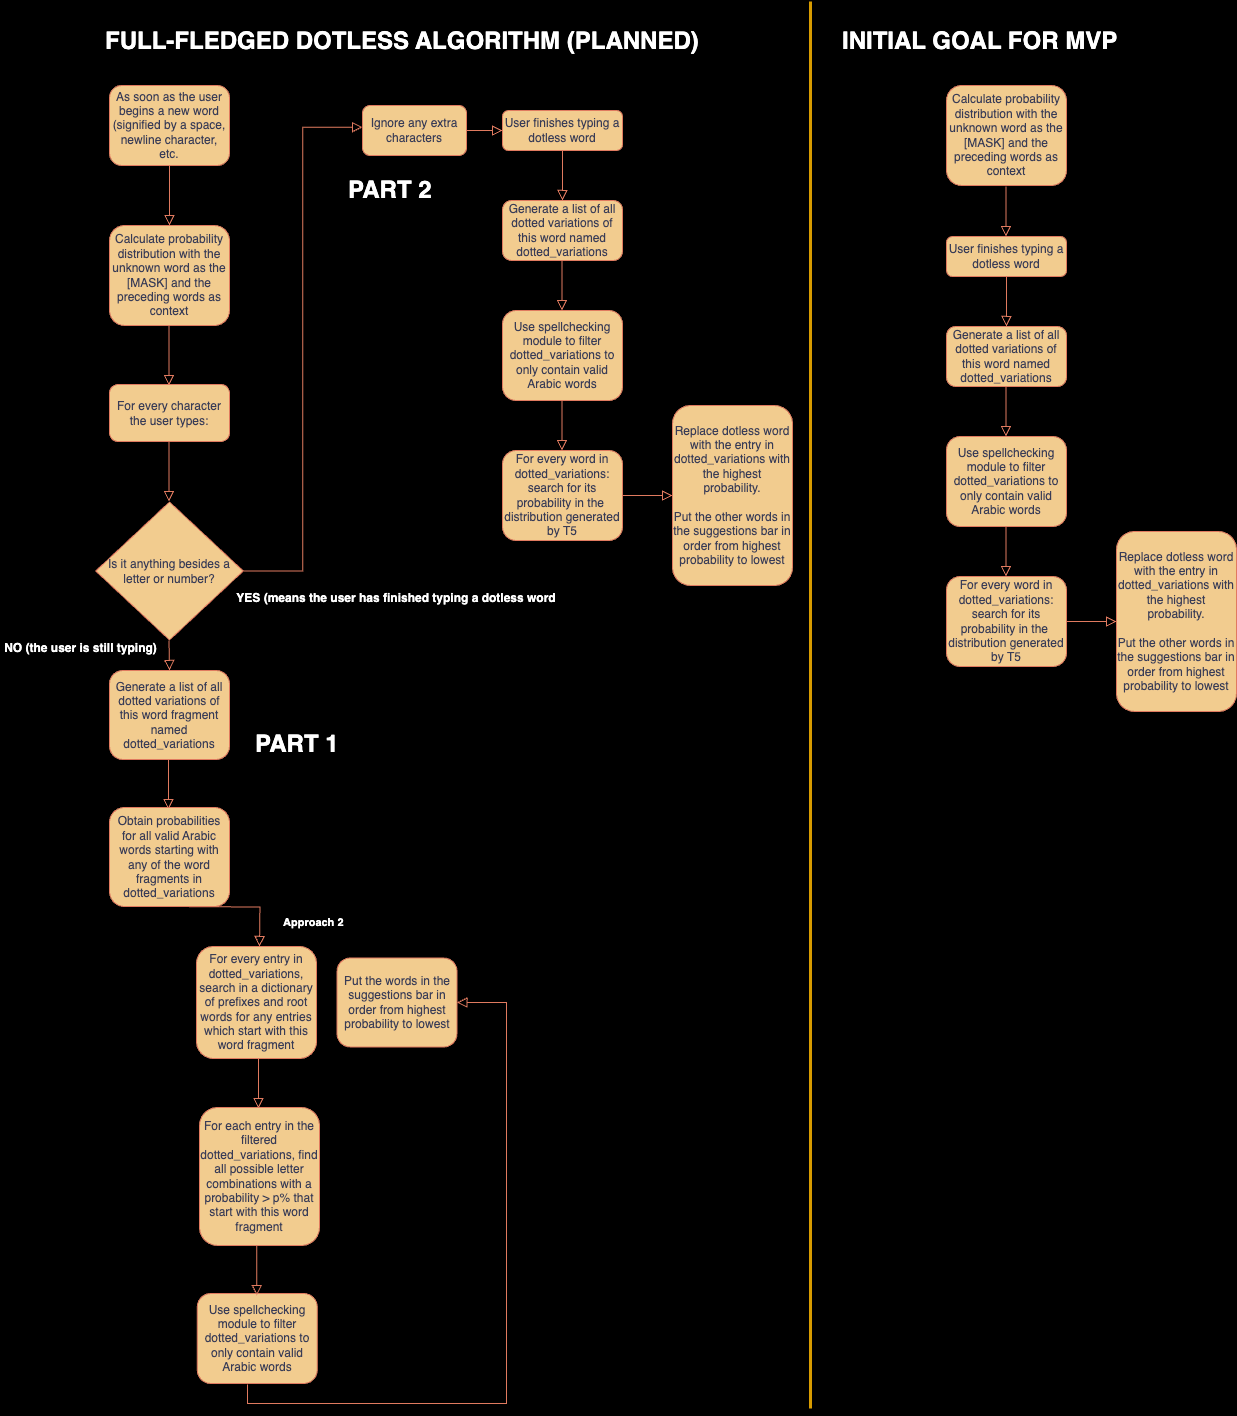 FULL-FLEDGED DOTLESS ALGORITHM (PLANNED)
As soon as the user
begins a new word
(signified by a space,
newline character,
etc.
Calculate probability
distribution with the
unknown word as the
[MASK] and the
preceding words as
context
For every character
the user types:
Is it anything besides a
letter or number?
YES (means the user has finished typing a dotless word
NO (the user is still typing)
PART 2
Ignore any extra
characters
User finishes typing a
dotless word
Generate a list of all
dotted variations of
this word named
dotted_variations
Use spellchecking
module to filter
dotted_variations to
only contain valid
Arabic words
For every word in
dotted_variations:
search for its
probability in the
distribution generated
by T5
Replace dotless word
with the entry in
dotted_variations with
the highest
probability.
Put the other words in
the suggestions bar in
order from highest
probability to lowest
PART 1
Generate a list of all
dotted variations of
this word fragment
named
dotted_variations
Obtain probabilities
for all valid Arabic
words starting with
any of the word
fragments in
dotted_variations
Approach 2
For every entry in
dotted_variations,
search in a dictionary
of prefixes and root
words for any entries
which start with this
word fragment
For each entry in the
filtered
dotted_variations, find
all possible letter
combinations with a
probability > p% that
start with this word
fragment
Use spellchecking
module to filter
dotted_variations to
only contain valid
Arabic words
Put the words in the
suggestions bar in
order from highest
probability to lowest
INITIAL GOAL FOR MVP
Calculate probability
distribution with the
unknown word as the
[MASK] and the
preceding words as
context
User finishes typing a
dotless word
Generate a list of all
dotted variations of
this word named
dotted_variations
Use spellchecking
module to filter
dotted_variations to
only contain valid
Arabic words
For every word in
dotted_variations:
search for its
probability in the
distribution generated
by T5
Replace dotless word
with the entry in
dotted_variations with
the highest
probability.
Put the other words in
the suggestions bar in
order from highest
probability to lowest